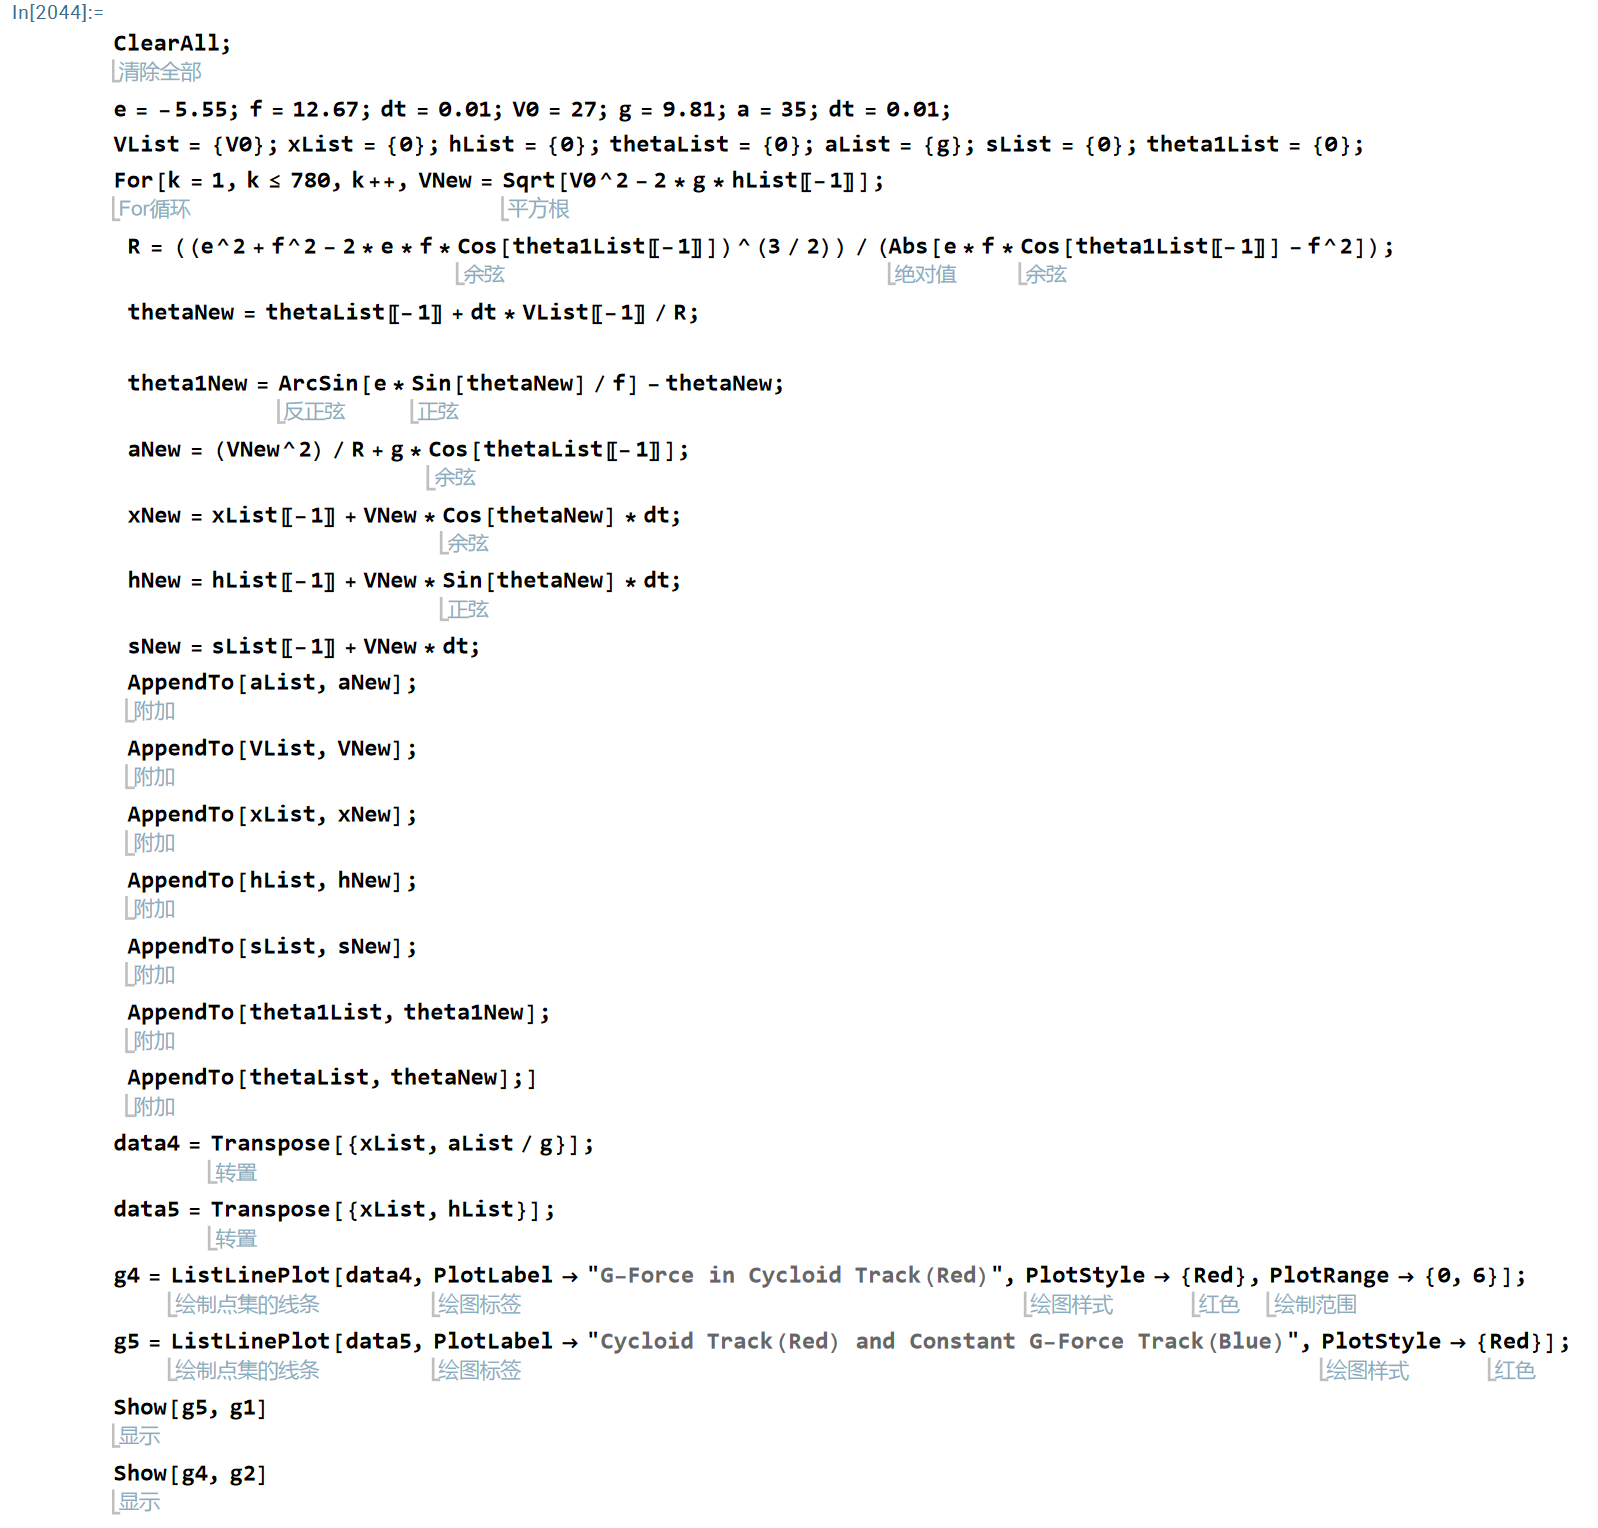 In[2044]:=
ClearAll;
清除全部
e = -5.55; f = 12.67; dt = 0.01; V0 = 27; g = 9.81; a = 35; dt = 0.01;
VList = {V0}; xList = {0}; hList = {0}; thetaList = {0}; aList = {g}; sList = {0}; theta1List = {0};
For[k = 1, k ≤ 780, k++, VNew = Sqrt[V0^2 - 2 * g * hList〚-1〛];
For循环 平方根
R = ((e^2 + f^2 - 2 * e * f * Cos[theta1List〚-1〛])^(3 / 2)) / (Abs[e * f * Cos[theta1List〚-1〛] - f^2]);
余弦 绝对值 余弦
thetaNew = thetaList〚-1〛 + dt * VList〚-1〛 / R;
theta1New = ArcSin[e * Sin[thetaNew] / f] - thetaNew;
反正弦 正弦
aNew = (VNew^2) / R + g * Cos[thetaList〚-1〛];
余弦
xNew = xList〚-1〛 + VNew * Cos[thetaNew] * dt;
余弦
hNew = hList〚-1〛 + VNew * Sin[thetaNew] * dt;
正弦
sNew = sList〚-1〛 + VNew * dt;
AppendTo[aList, aNew];
附加
AppendTo[VList, VNew];
附加
AppendTo[xList, xNew];
附加
AppendTo[hList, hNew];
附加
AppendTo[sList, sNew];
附加
AppendTo[theta1List, theta1New];
附加
AppendTo[thetaList, thetaNew];]
附加
data4 = Transpose[{xList, aList / g}];
转置
data5 = Transpose[{xList, hList}];
转置
g4 = ListLinePlot[data4, PlotLabel → "G-Force in Cycloid Track(Red)", PlotStyle → {Red}, PlotRange → {0, 6}];
绘制点集的线条 绘图标签 绘图样式 红色 绘制范围
g5 = ListLinePlot[data5, PlotLabel → "Cycloid Track(Red) and Constant G-Force Track(Blue)", PlotStyle → {Red}];
绘制点集的线条 绘图标签 绘图样式 红色
Show[g5, g1]
显示
Show[g4, g2]
显示